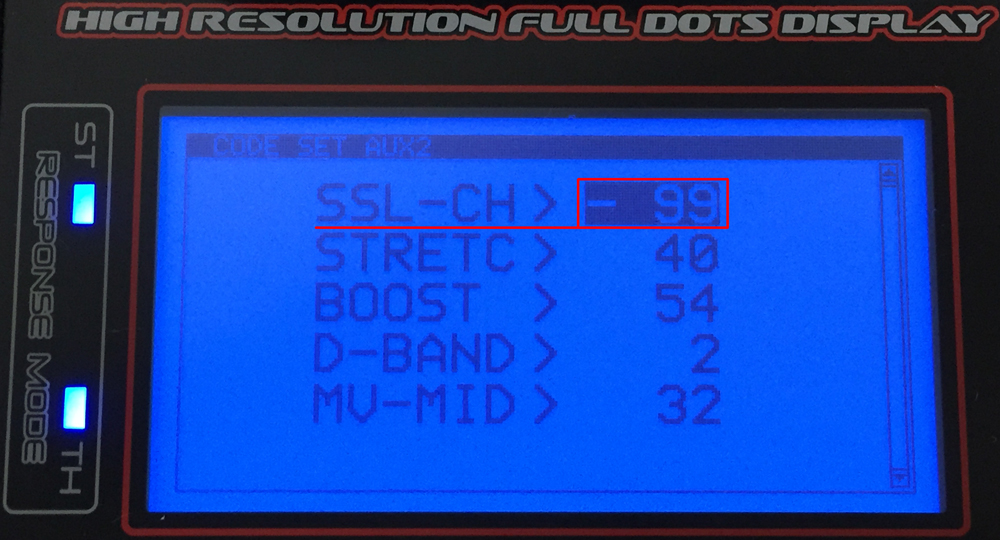 HIGH RESOLUTION FULL DOTS DISPLAY
ST
RESPONSE MODE
TH
CODE SET AUX2
SSL-CH > - 99
STRETC > 40
BOOST > 54
D-BAND > 2
MV-MID > 32